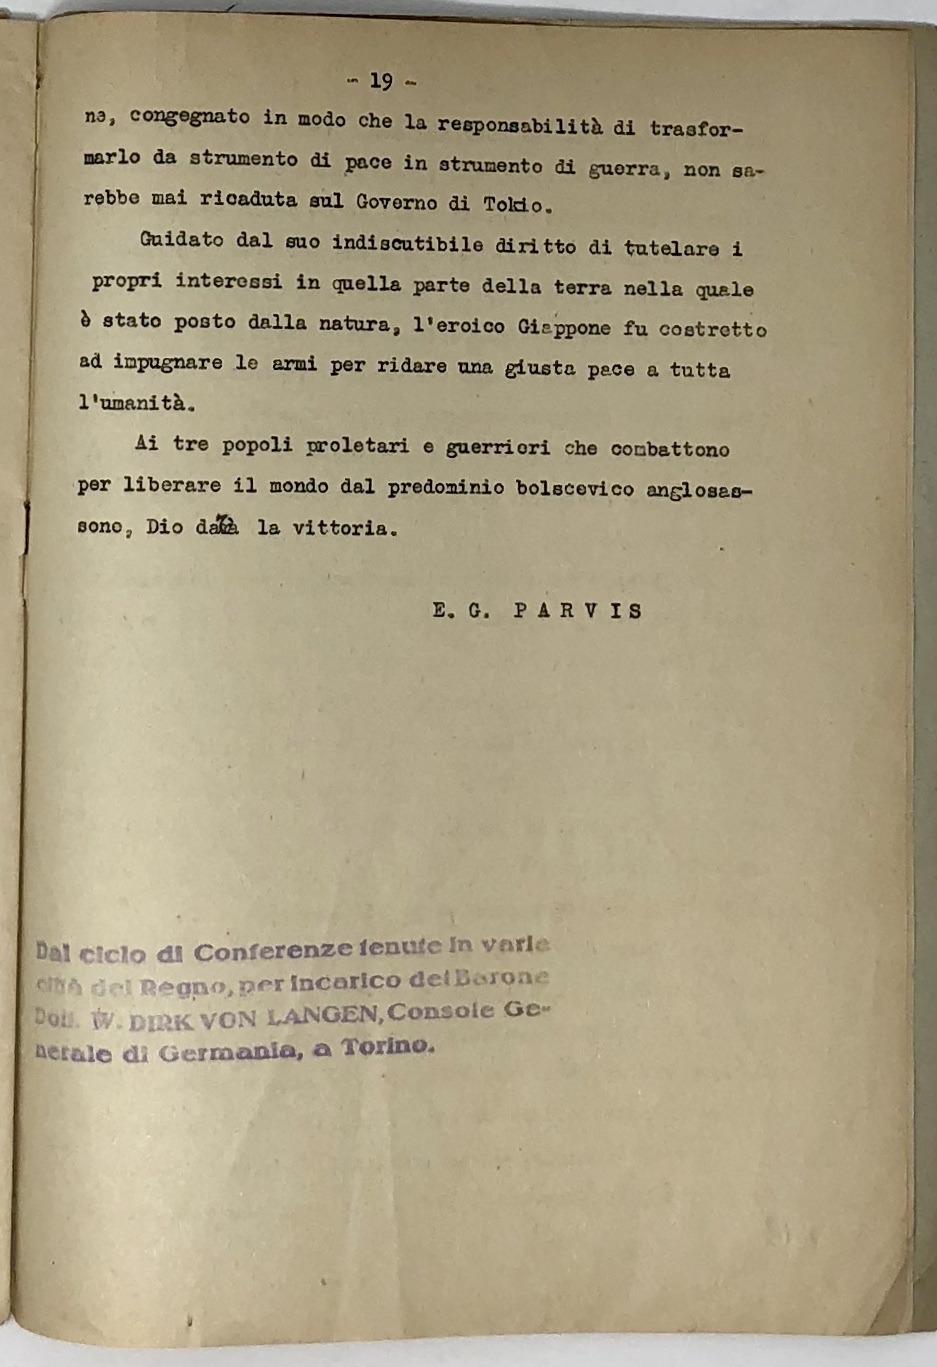 - 19 -
ne, congegnato in modo che la responsabilità di trasfor-
marlo da strumento di pace in strumento di guerra, non sa-
rebbe mai ricaduta sul Governo di Tokio.
Guidato dal suo indiscutibile diritto di tutelare i
propri interessi in quella parte della terra nella quale
è stato posto dalla natura, l'eroico Giappone fu costretto
ad impugnare le armi per ridare una giusta pace a tutta
l'umanità.
Ai tre popoli proletari e guerrieri che combattono
per liberare il mondo dal predominio bolscevico anglosas-
sone, Dio darà la vittoria.
E. G. PARVIS
Dal ciclo di Conferenze tenute in varie
città del Regno, per incarico del Barone
Dott. W. DIRK VON LANGEN, Console Ge-
nerale di Germania, a Torino.